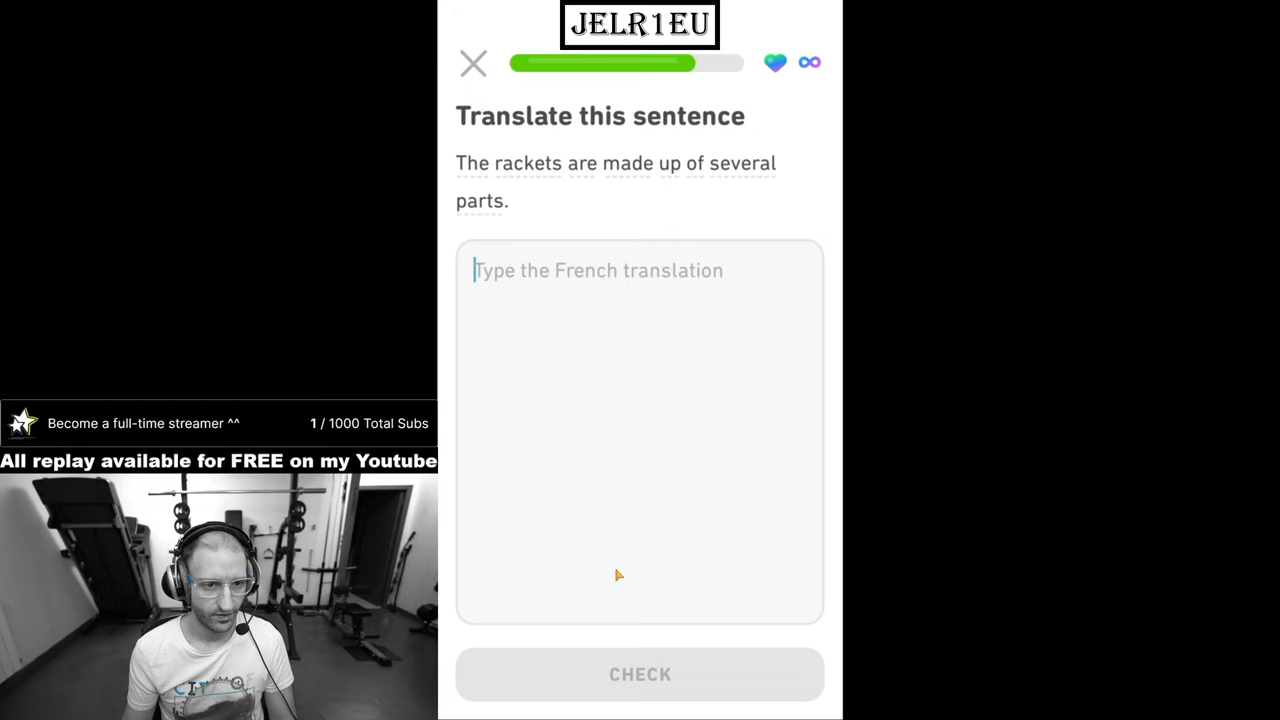 JELR1EU
Translate this sentence
The rackets are made up of several
parts.
Type the French translation
Become a full-time streamer ^^ 1 / 1000 Total Subs
All replay available for FREE on my Youtube
CIT
CHECK